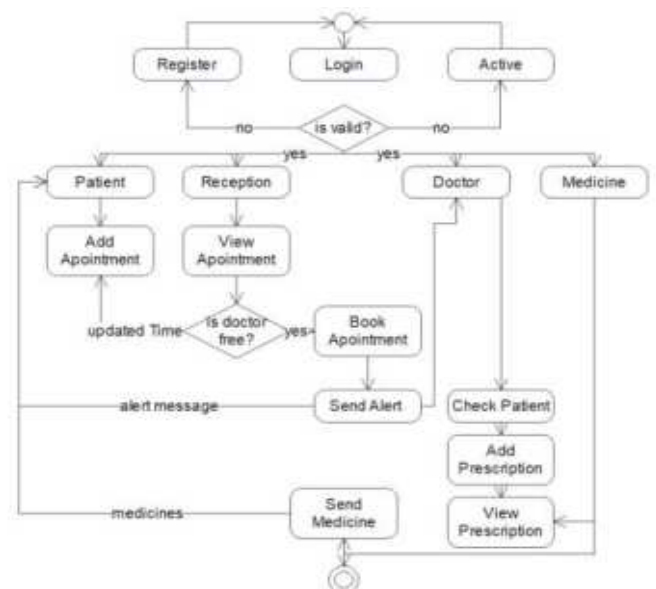 Register
Login
Active
no
is valid?
no
yes
yes
Patient
Reception
Doctor
Medicine
Add
Apointment
View
Apointment
updated Time
Is doctor
free?
yes
Book
Apointment
alert message
Send Alert
Check Patient
Add
Prescription
medicines
Send
Medicine
View
Prescription